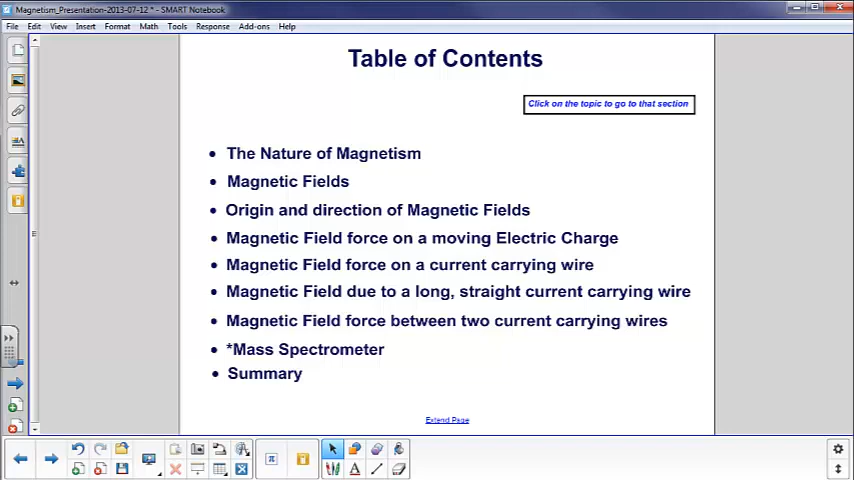 Magnetism_Presentation-2013-07-12 * - SMART Notebook
File Edit View Insert Format Math Tools Response Add-ons Help
Table of Contents
Click on the topic to go to that section
• The Nature of Magnetism
• Magnetic Fields
• Origin and direction of Magnetic Fields
• Magnetic Field force on a moving Electric Charge
• Magnetic Field force on a current carrying wire
• Magnetic Field due to a long, straight current carrying wire
• Magnetic Field force between two current carrying wires
• *Mass Spectrometer
• Summary
Extend Page